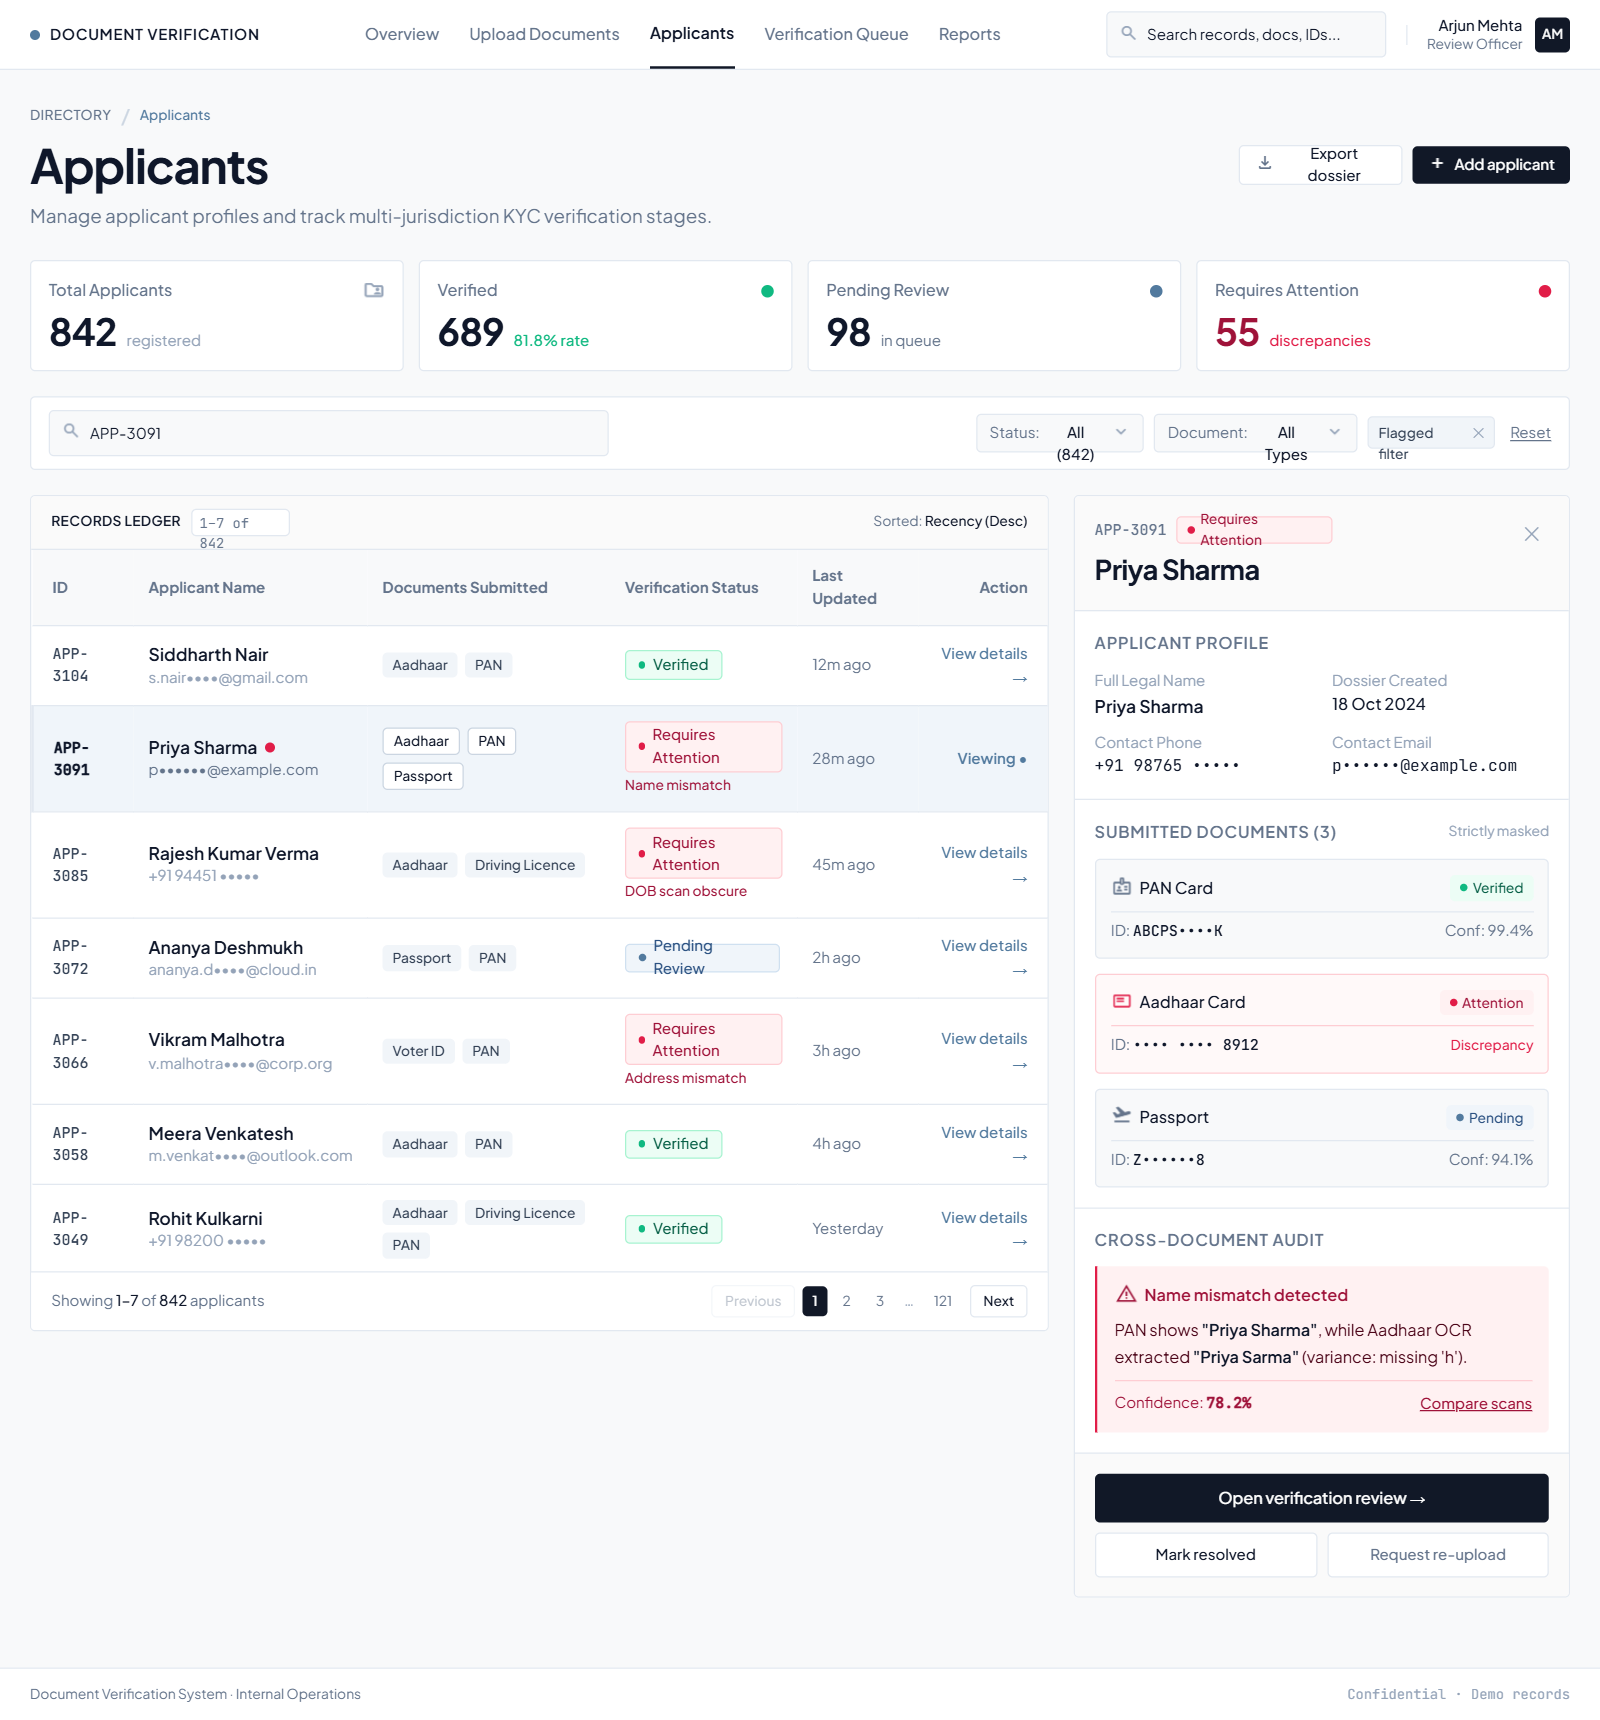 DOCUMENT VERIFICATION
Overview
Upload Documents
Applicants
Verification Queue
Reports
Search records, docs, IDs...
Arjun Mehta
Review Officer
AM
DIRECTORY / Applicants
Applicants
Manage applicant profiles and track multi-jurisdiction KYC verification stages.
Export
dossier
+ Add applicant
Total Applicants
842 registered
Verified
689 81.8% rate
Pending Review
98 in queue
Requires Attention
55 discrepancies
APP-3091
Status: All
(842)
Document: All
Types
Flagged
filter
Reset
RECORDS LEDGER
1–7 of
842
Sorted: Recency (Desc)
ID
Applicant Name
Documents Submitted
Verification Status
Last
Updated
Action
APP-
3104
Siddharth Nair
s.nair••••@gmail.com
Aadhaar
PAN
Verified
12m ago
View details
→
APP-
3091
Priya Sharma
p••••••@example.com
Aadhaar
PAN
Passport
Requires
Attention
Name mismatch
28m ago
Viewing •
APP-
3085
Rajesh Kumar Verma
+91 94451 •••••
Aadhaar
Driving Licence
Requires
Attention
DOB scan obscure
45m ago
View details
→
APP-
3072
Ananya Deshmukh
ananya.d••••@cloud.in
Passport
PAN
Pending
Review
2h ago
View details
→
APP-
3066
Vikram Malhotra
v.malhotra••••@corp.org
Voter ID
PAN
Requires
Attention
Address mismatch
3h ago
View details
→
APP-
3058
Meera Venkatesh
m.venkat••••@outlook.com
Aadhaar
PAN
Verified
4h ago
View details
→
APP-
3049
Rohit Kulkarni
+91 98200 •••••
Aadhaar
Driving Licence
PAN
Verified
Yesterday
View details
→
Showing 1–7 of 842 applicants
Previous
1
2
3
...
121
Next
APP-3091
Requires
Attention
Priya Sharma
APPLICANT PROFILE
Full Legal Name
Priya Sharma
Dossier Created
18 Oct 2024
Contact Phone
+91 98765 •••••
Contact Email
p••••••@example.com
SUBMITTED DOCUMENTS (3)
Strictly masked
PAN Card
Verified
ID: ABCPS••••K
Conf: 99.4%
Aadhaar Card
Attention
ID: •••• •••• 8912
Discrepancy
Passport
Pending
ID: Z••••••8
Conf: 94.1%
CROSS-DOCUMENT AUDIT
Name mismatch detected
PAN shows "Priya Sharma", while Aadhaar OCR
extracted "Priya Sarma" (variance: missing 'h').
Confidence: 78.2%
Compare scans
Open verification review →
Mark resolved
Request re-upload
Document Verification System · Internal Operations
Confidential · Demo records